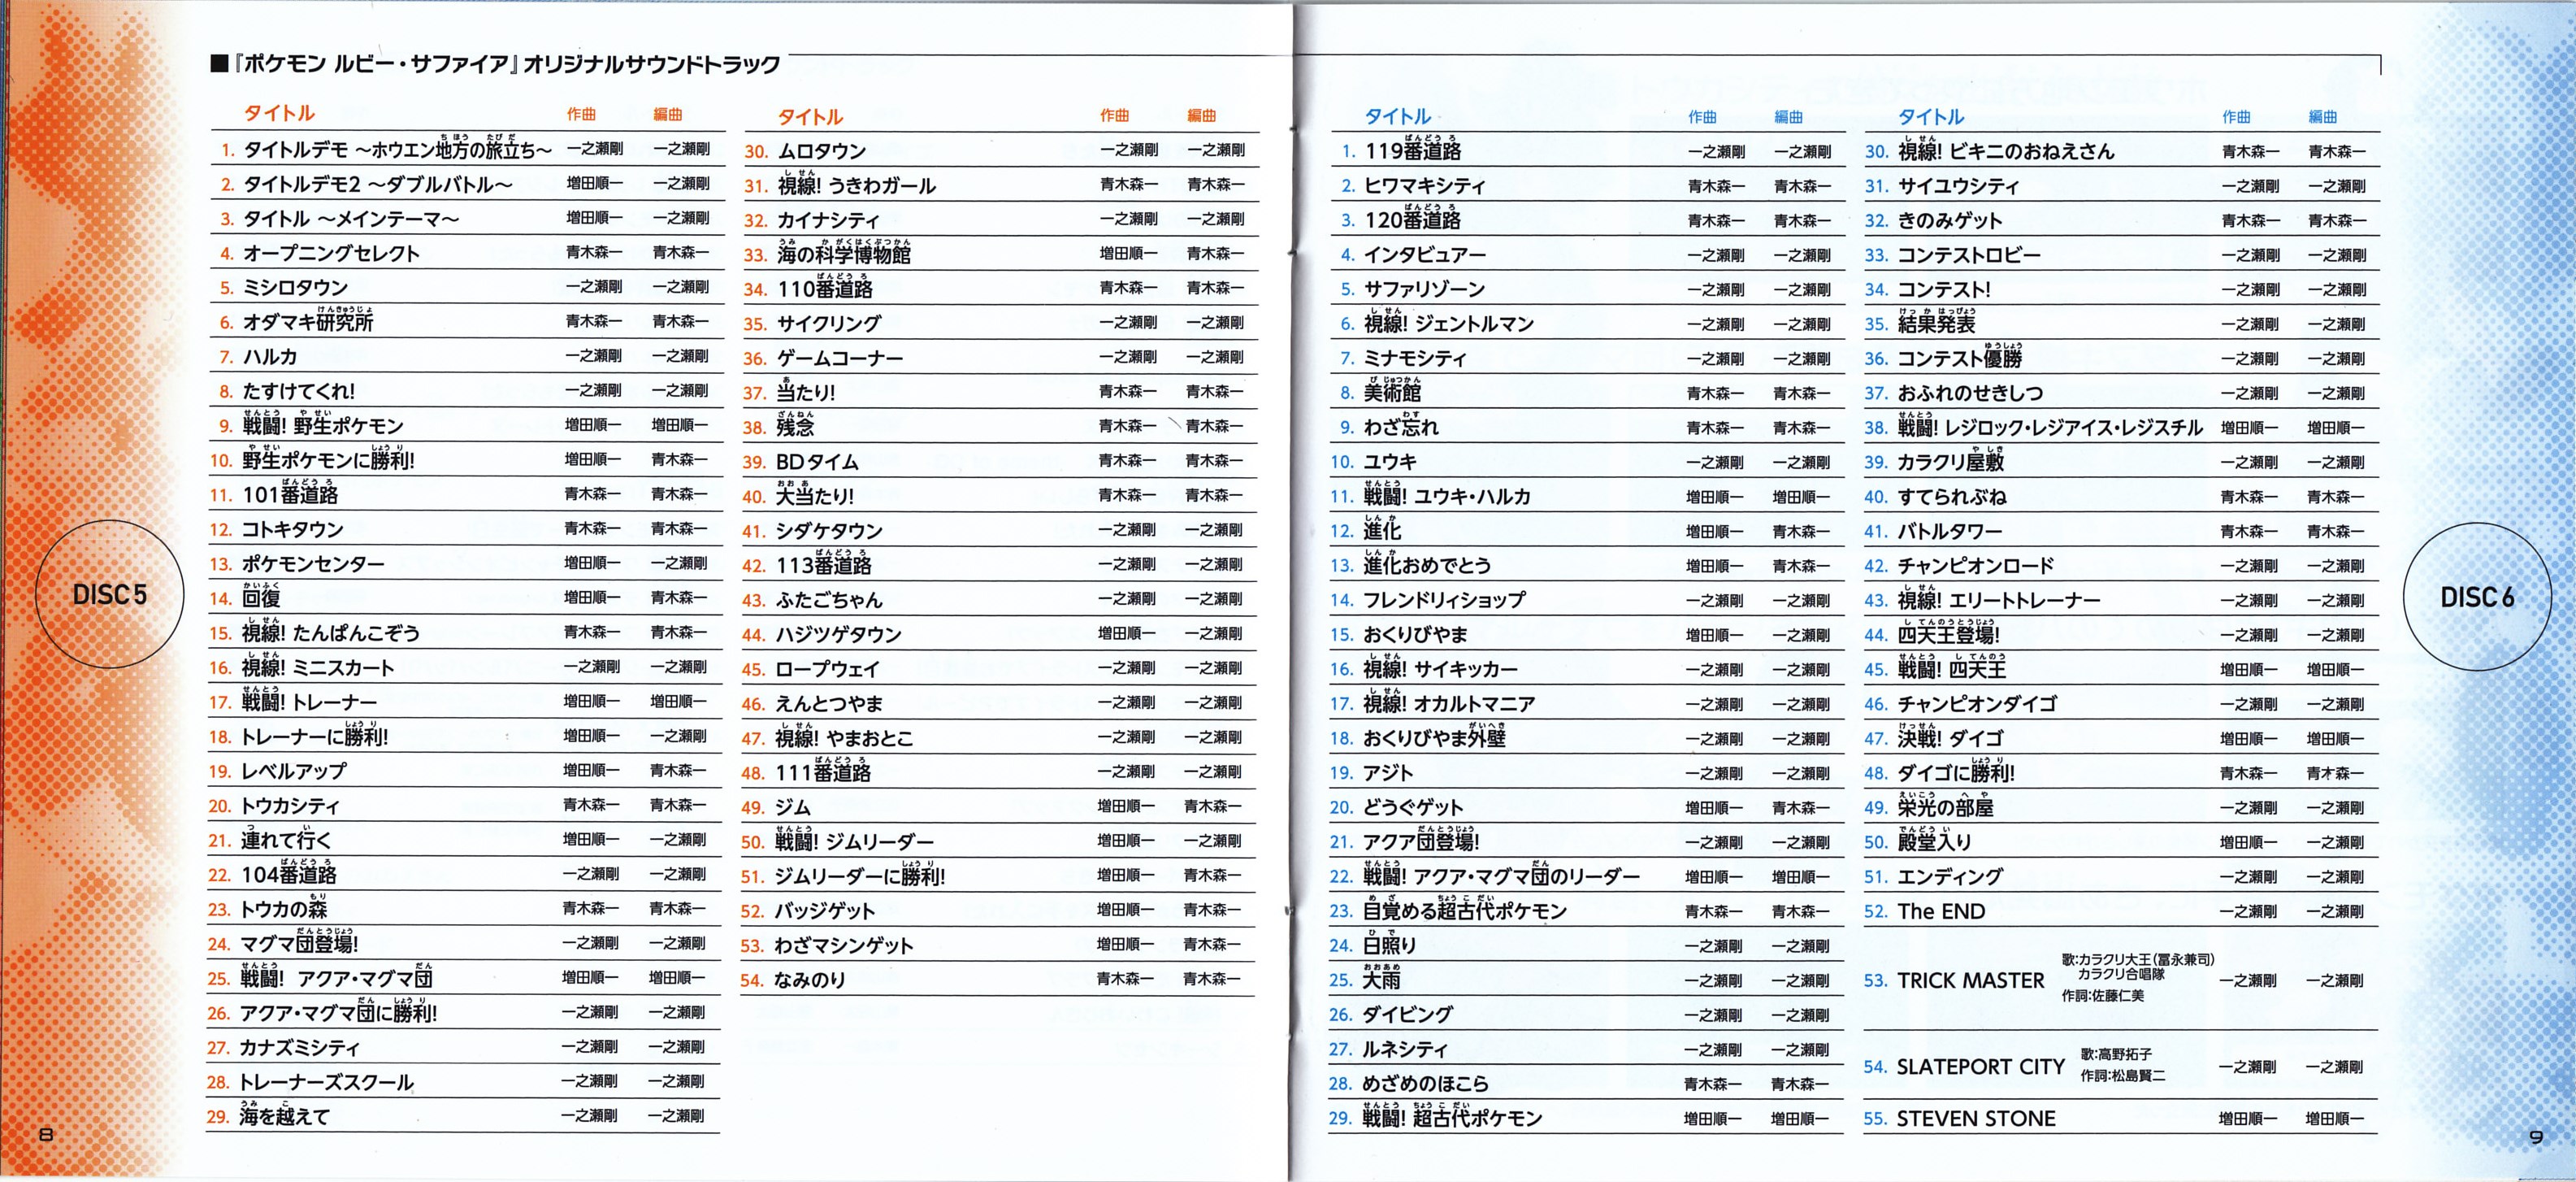 ■『ポケモン ルビー・サファイア』オリジナルサウンドトラック
DISC 5
タイトル 作曲 編曲
1. タイトルデモ ～ホウエン地方の旅立ち～ 一之瀬剛 一之瀬剛
2. タイトルデモ2 ～ダブルバトル～ 増田順一 一之瀬剛
3. タイトル ～メインテーマ～ 増田順一 一之瀬剛
4. オープニングセレクト 青木森一 青木森一
5. ミシロタウン 一之瀬剛 一之瀬剛
6. オダマキ研究所 青木森一 青木森一
7. ハルカ 一之瀬剛 一之瀬剛
8. たすけてくれ! 一之瀬剛 一之瀬剛
9. 戦闘! 野生ポケモン 増田順一 増田順一
10. 野生ポケモンに勝利! 増田順一 青木森一
11. 101番道路 青木森一 青木森一
12. コトキタウン 青木森一 青木森一
13. ポケモンセンター 増田順一 一之瀬剛
14. 回復 増田順一 青木森一
15. 視線! たんぱんこぞう 青木森一 青木森一
16. 視線! ミニスカート 一之瀬剛 一之瀬剛
17. 戦闘! トレーナー 増田順一 増田順一
18. トレーナーに勝利! 増田順一 一之瀬剛
19. レベルアップ 増田順一 青木森一
20. トウカシティ 青木森一 青木森一
21. 連れて行く 増田順一 一之瀬剛
22. 104番道路 一之瀬剛 一之瀬剛
23. トウカの森 青木森一 青木森一
24. マグマ団登場! 一之瀬剛 一之瀬剛
25. 戦闘! アクア・マグマ団 増田順一 増田順一
26. アクア・マグマ団に勝利! 一之瀬剛 一之瀬剛
27. カナズミシティ 一之瀬剛 一之瀬剛
28. トレーナーズスクール 一之瀬剛 一之瀬剛
29. 海を越えて 一之瀬剛 一之瀬剛
タイトル 作曲 編曲
30. ムロタウン 一之瀬剛 一之瀬剛
31. 視線! うきわガール 青木森一 青木森一
32. カイナシティ 一之瀬剛 一之瀬剛
33. 海の科学博物館 増田順一 青木森一
34. 110番道路 青木森一 青木森一
35. サイクリング 一之瀬剛 一之瀬剛
36. ゲームコーナー 一之瀬剛 一之瀬剛
37. 当たり! 青木森一 青木森一
38. 残念 青木森一 青木森一
39. BDタイム 青木森一 青木森一
40. 大当たり! 青木森一 青木森一
41. シダケタウン 一之瀬剛 一之瀬剛
42. 113番道路 一之瀬剛 一之瀬剛
43. ふたごちゃん 一之瀬剛 一之瀬剛
44. ハジツゲタウン 増田順一 一之瀬剛
45. ロープウェイ 一之瀬剛 一之瀬剛
46. えんとつやま 一之瀬剛 一之瀬剛
47. 視線! やまおとこ 一之瀬剛 一之瀬剛
48. 111番道路 一之瀬剛 一之瀬剛
49. ジム 増田順一 青木森一
50. 戦闘! ジムリーダー 増田順一 一之瀬剛
51. ジムリーダーに勝利! 増田順一 青木森一
52. バッジゲット 増田順一 青木森一
53. わざマシンゲット 増田順一 青木森一
54. なみのり 青木森一 青木森一
8
タイトル 作曲 編曲
1. 119番道路 一之瀬剛 一之瀬剛
2. ヒワマキシティ 青木森一 青木森一
3. 120番道路 青木森一 青木森一
4. インタビュアー 一之瀬剛 一之瀬剛
5. サファリゾーン 一之瀬剛 一之瀬剛
6. 視線! ジェントルマン 一之瀬剛 一之瀬剛
7. ミナモシティ 一之瀬剛 一之瀬剛
8. 美術館 青木森一 青木森一
9. わざ忘れ 青木森一 青木森一
10. ユウキ 一之瀬剛 一之瀬剛
11. 戦闘! ユウキ・ハルカ 増田順一 増田順一
12. 進化 増田順一 青木森一
13. 進化おめでとう 増田順一 青木森一
14. フレンドリィショップ 一之瀬剛 一之瀬剛
15. おくりびやま 増田順一 一之瀬剛
16. 視線! サイキッカー 一之瀬剛 一之瀬剛
17. 視線! オカルトマニア 一之瀬剛 一之瀬剛
18. おくりびやま外壁 一之瀬剛 一之瀬剛
19. アジト 一之瀬剛 一之瀬剛
20. どうぐゲット 増田順一 青木森一
21. アクア団登場! 一之瀬剛 一之瀬剛
22. 戦闘! アクア・マグマ団のリーダー 増田順一 増田順一
23. 目覚める超古代ポケモン 青木森一 青木森一
24. 日照り 一之瀬剛 一之瀬剛
25. 大雨 一之瀬剛 一之瀬剛
26. ダイビング 一之瀬剛 一之瀬剛
27. ルネシティ 一之瀬剛 一之瀬剛
28. めざめのほこら 青木森一 青木森一
29. 戦闘! 超古代ポケモン 増田順一 増田順一
タイトル 作曲 編曲
30. 視線! ビキニのおねえさん 青木森一 青木森一
31. サイユウシティ 一之瀬剛 一之瀬剛
32. きのみゲット 青木森一 青木森一
33. コンテストロビー 一之瀬剛 一之瀬剛
34. コンテスト! 一之瀬剛 一之瀬剛
35. 結果発表 一之瀬剛 一之瀬剛
36. コンテスト優勝 一之瀬剛 一之瀬剛
37. おふれのせきしつ 一之瀬剛 一之瀬剛
38. 戦闘! レジロック・レジアイス・レジスチル 増田順一 増田順一
39. カラクリ屋敷 一之瀬剛 一之瀬剛
40. すてられぶね 青木森一 青木森一
41. バトルタワー 青木森一 青木森一
42. チャンピオンロード 一之瀬剛 一之瀬剛
43. 視線! エリートトレーナー 一之瀬剛 一之瀬剛
44. 四天王登場! 一之瀬剛 一之瀬剛
45. 戦闘! 四天王 増田順一 増田順一
46. チャンピオンダイゴ 一之瀬剛 一之瀬剛
47. 決戦! ダイゴ 増田順一 増田順一
48. ダイゴに勝利! 青木森一 青木森一
49. 栄光の部屋 一之瀬剛 一之瀬剛
50. 殿堂入り 増田順一 一之瀬剛
51. エンディング 一之瀬剛 一之瀬剛
52. The END 一之瀬剛 一之瀬剛
53. TRICK MASTER 歌:カラクリ大王(冨永兼司) カラクリ合唱隊 作詞:佐藤仁美 一之瀬剛 一之瀬剛
54. SLATEPORT CITY 歌:高野拓子 作詞:松島賢二 一之瀬剛 一之瀬剛
55. STEVEN STONE 増田順一 増田順一
DISC 6
9